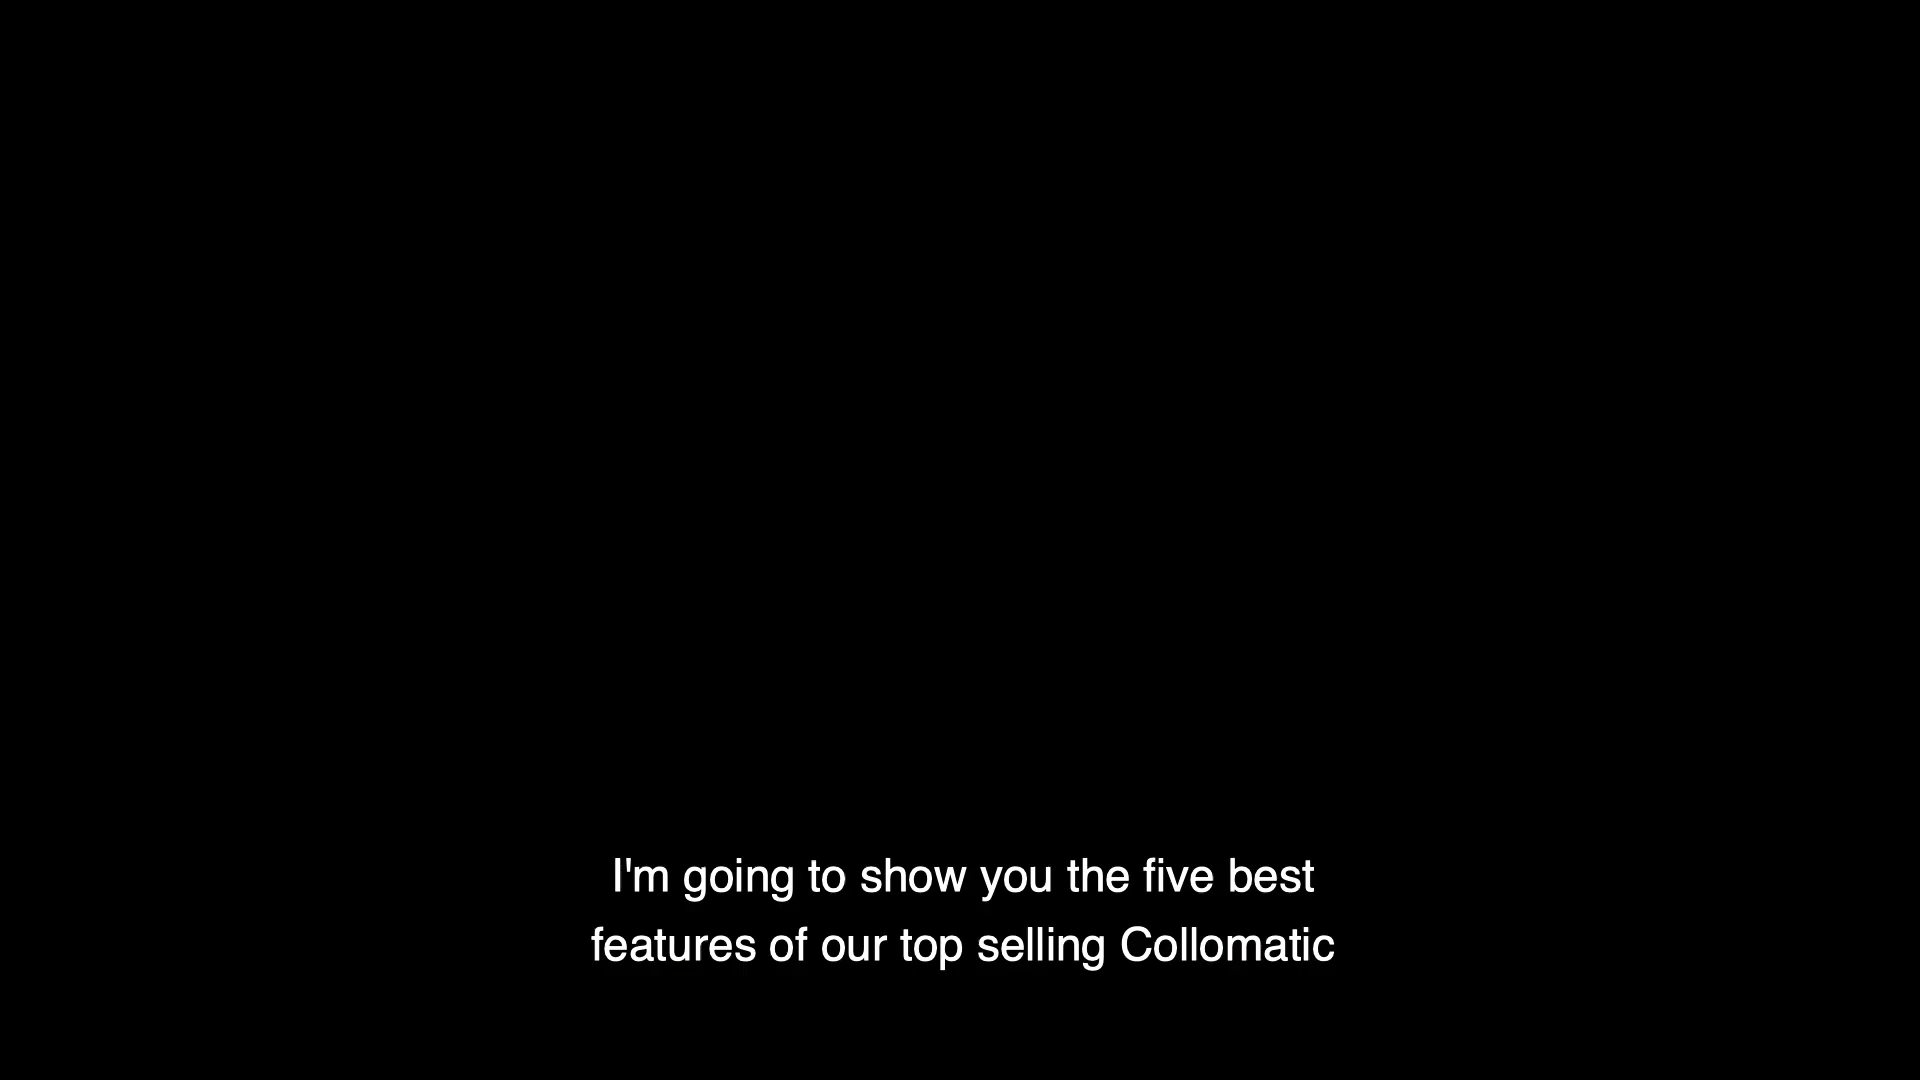 I'm going to show you the five best
features of our top selling Collomatic